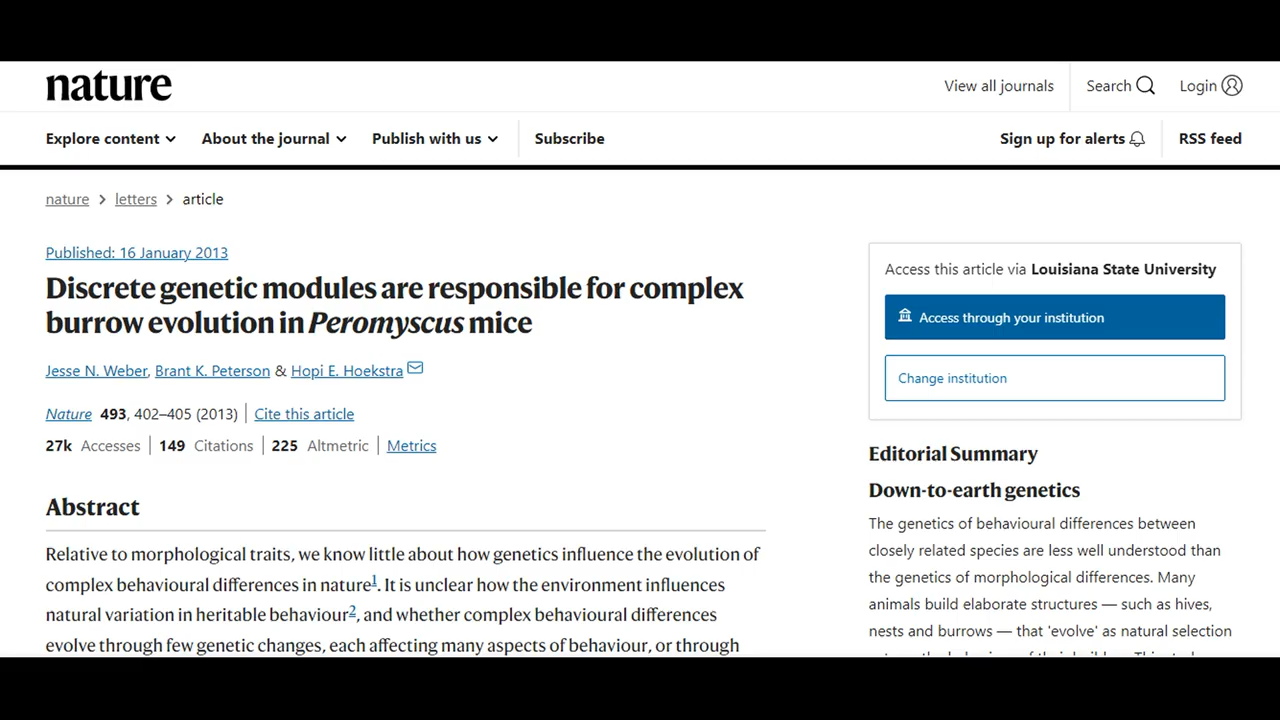 nature
View all journals
Search
Login
Explore content
About the journal
Publish with us
Subscribe
Sign up for alerts
RSS feed
nature > letters > article
Published: 16 January 2013
Discrete genetic modules are responsible for complex
burrow evolution in Peromyscus mice
Jesse N. Weber, Brant K. Peterson & Hopi E. Hoekstra
Nature 493, 402–405 (2013) | Cite this article
27k Accesses | 149 Citations | 225 Altmetric | Metrics
Abstract
Relative to morphological traits, we know little about how genetics influence the evolution of
complex behavioural differences in nature1. It is unclear how the environment influences
natural variation in heritable behaviour2, and whether complex behavioural differences
evolve through few genetic changes, each affecting many aspects of behaviour, or through
Access this article via Louisiana State University
Access through your institution
Change institution
Editorial Summary
Down-to-earth genetics
The genetics of behavioural differences between
closely related species are less well understood than
the genetics of morphological differences. Many
animals build elaborate structures — such as hives,
nests and burrows — that 'evolve' as natural selection